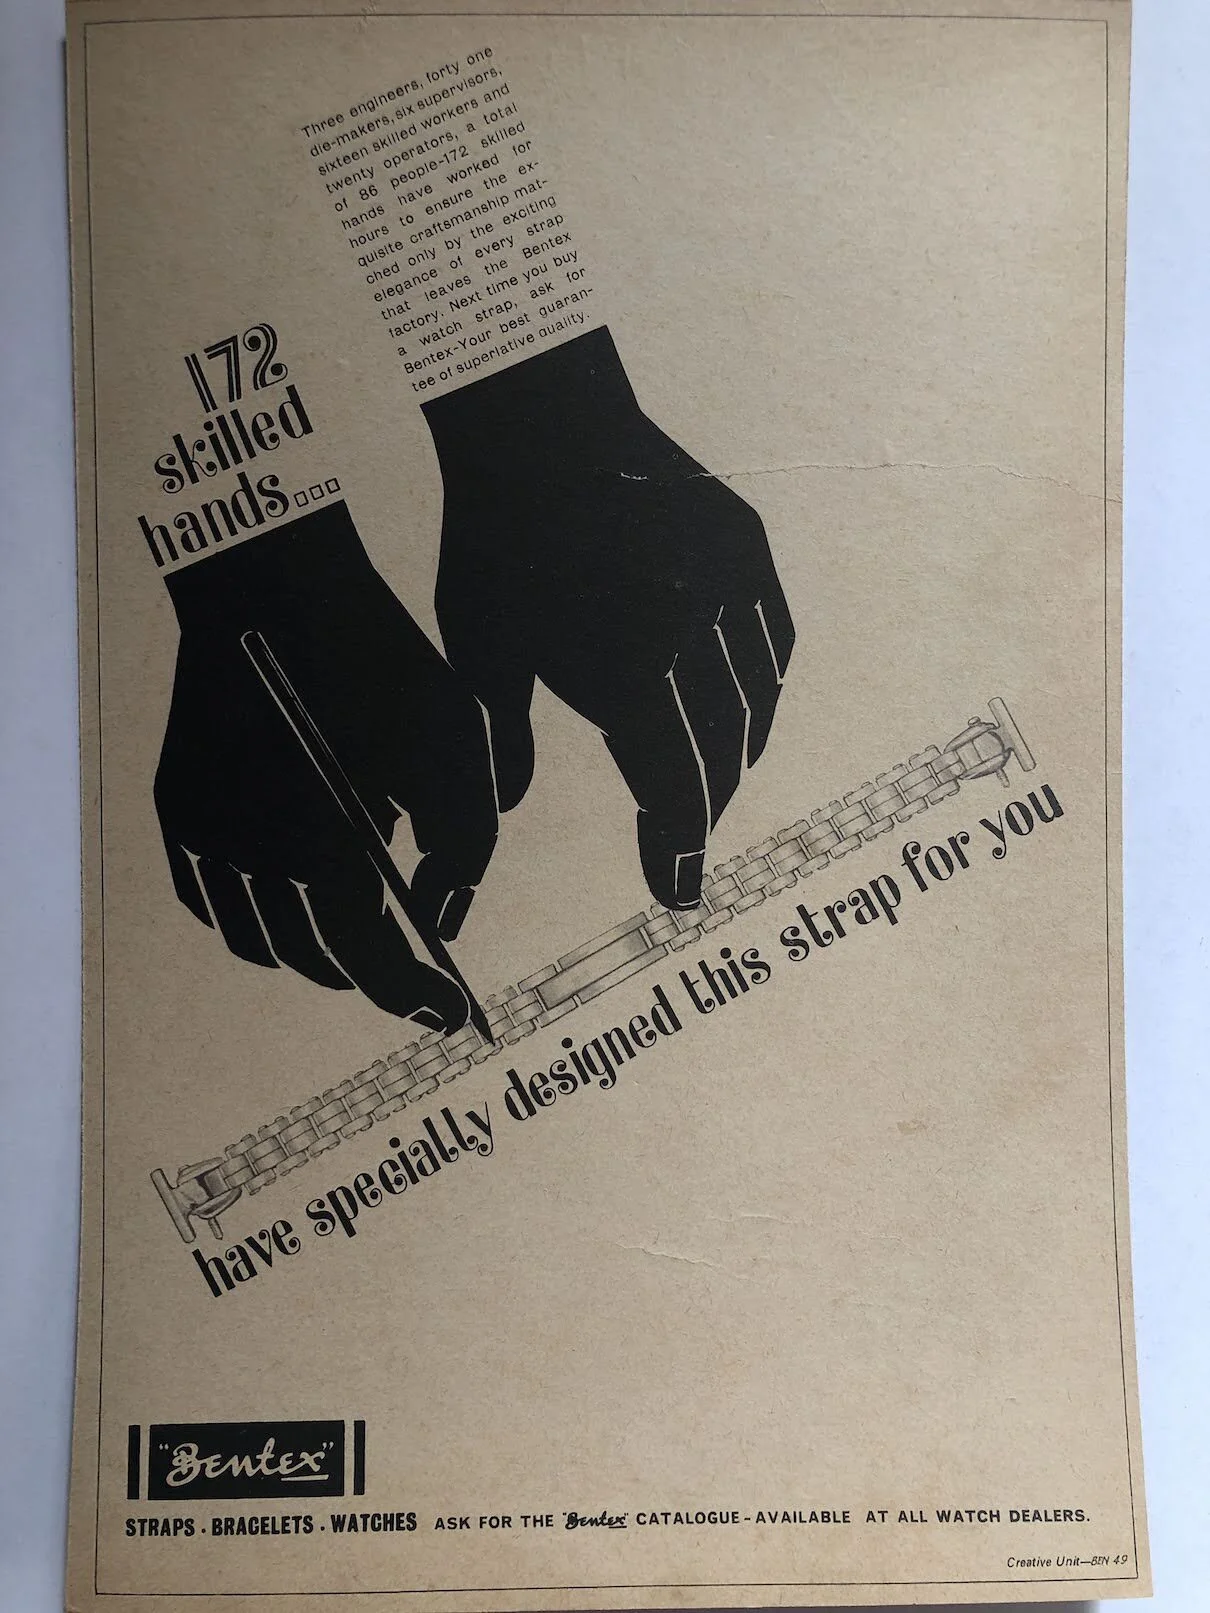 Three engineers, forty one
die-makers, six supervisors,
sixteen skilled workers and
twenty operators, a total
of 86 people-172 skilled
hands have worked for
hours to ensure the ex-
quisite craftsmanship mat-
ched only by the exciting
elegance of every strap
that leaves the Bentex
factory. Next time you buy
a watch strap, ask for
Bentex-Your best guaran-
tee of superlative quality.
172
skilled
hands...
have specially designed this strap for you
"Bentex"
STRAPS . BRACELETS . WATCHES ASK FOR THE "Bentex" CATALOGUE - AVAILABLE AT ALL WATCH DEALERS.
Creative Unit—BEN 49